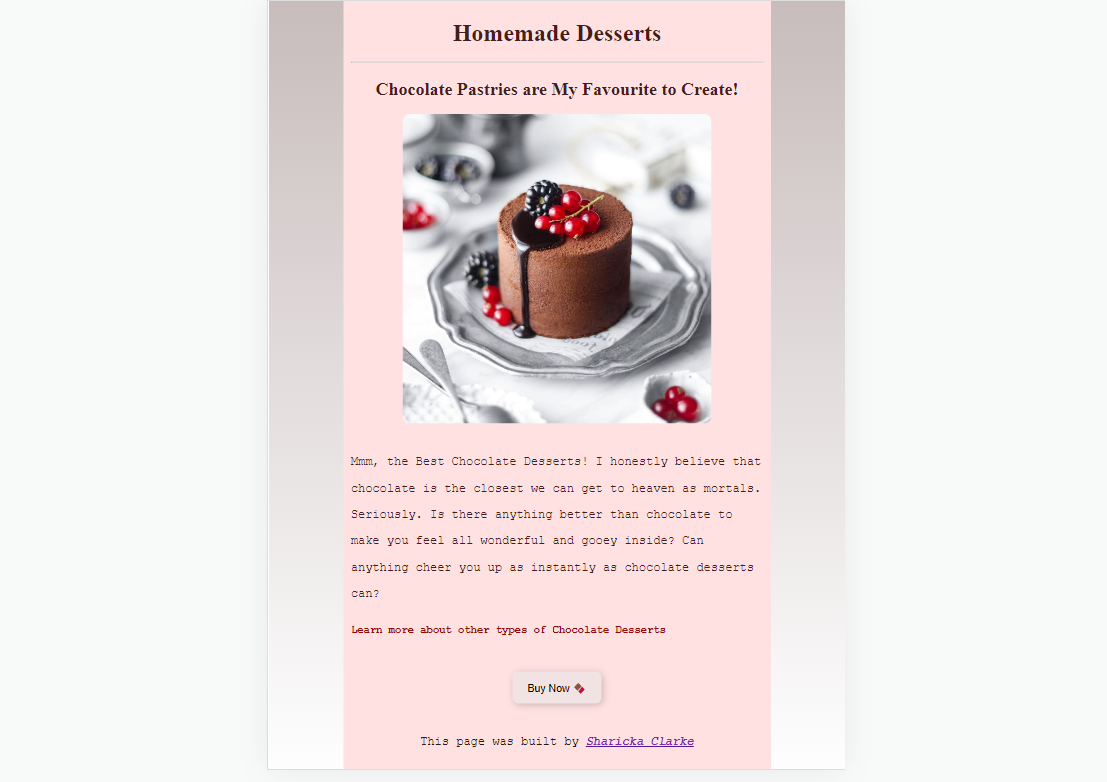 Homemade Desserts
Chocolate Pastries are My Favourite to Create!
Mmm, the Best Chocolate Desserts! I honestly believe that
chocolate is the closest we can get to heaven as mortals.
Seriously. Is there anything better than chocolate to
make you feel all wonderful and gooey inside? Can
anything cheer you up as instantly as chocolate desserts
can?
Learn more about other types of Chocolate Desserts
Buy Now 🍫
This page was built by Sharicka Clarke